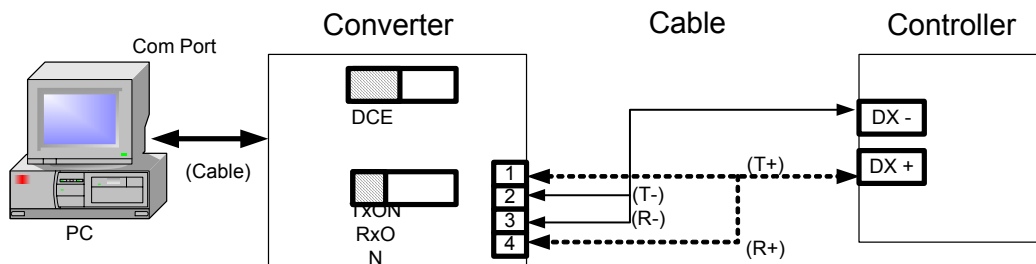 Converter
Cable
Controller
Com Port
DCE
DX -
(Cable)
1
(T+)
DX +
2
(T-)
TxON
3
(R-)
PC
RxO
4
(R+)
N